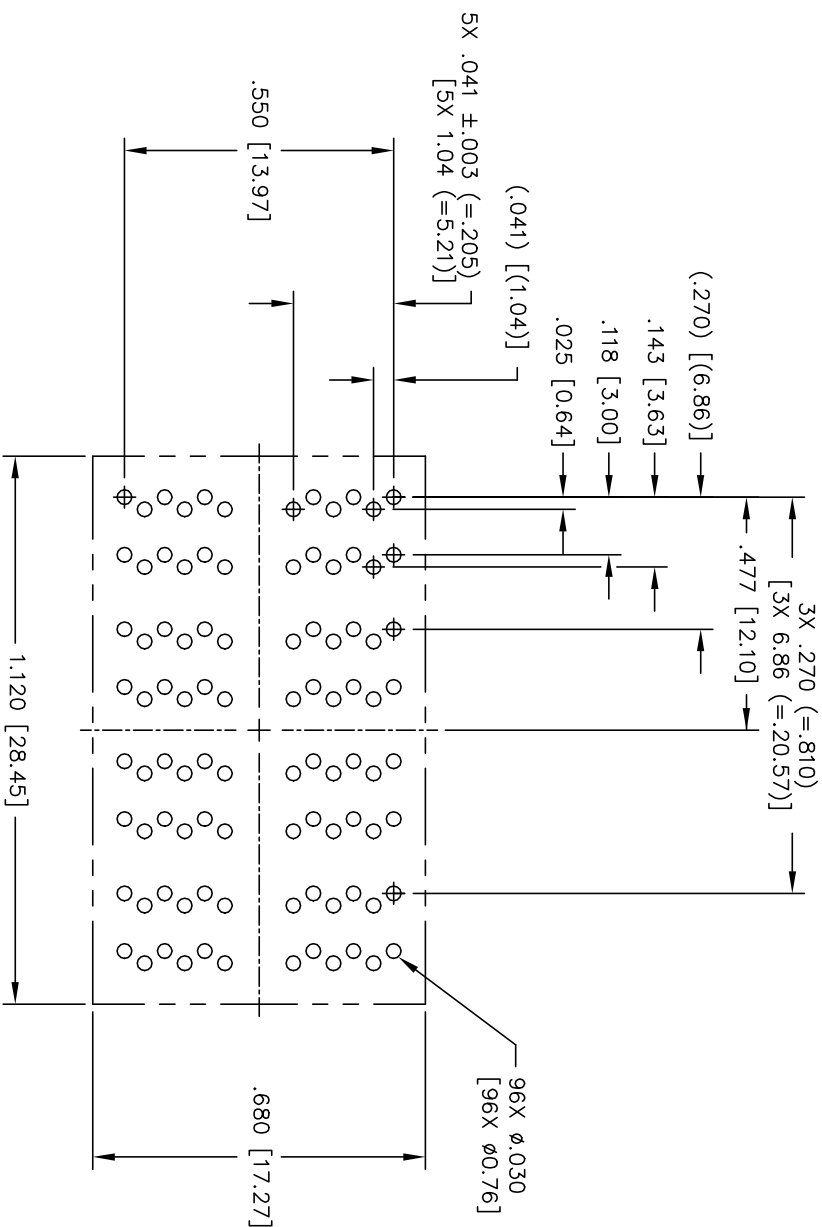 3X .270 (=.810)
[3X 6.86 (=.20.57)]
.477 [12.10]
(.270) [(6.86)]
.143 [3.63]
.118 [3.00]
.025 [0.64]
(.041) [(1.04)]
5X .041 ±.003 (=.205)
[5X 1.04 (=5.21)]
.550 [13.97]
96X ø.030
[96X ø0.76]
.680 [17.27]
1.120 [28.45]